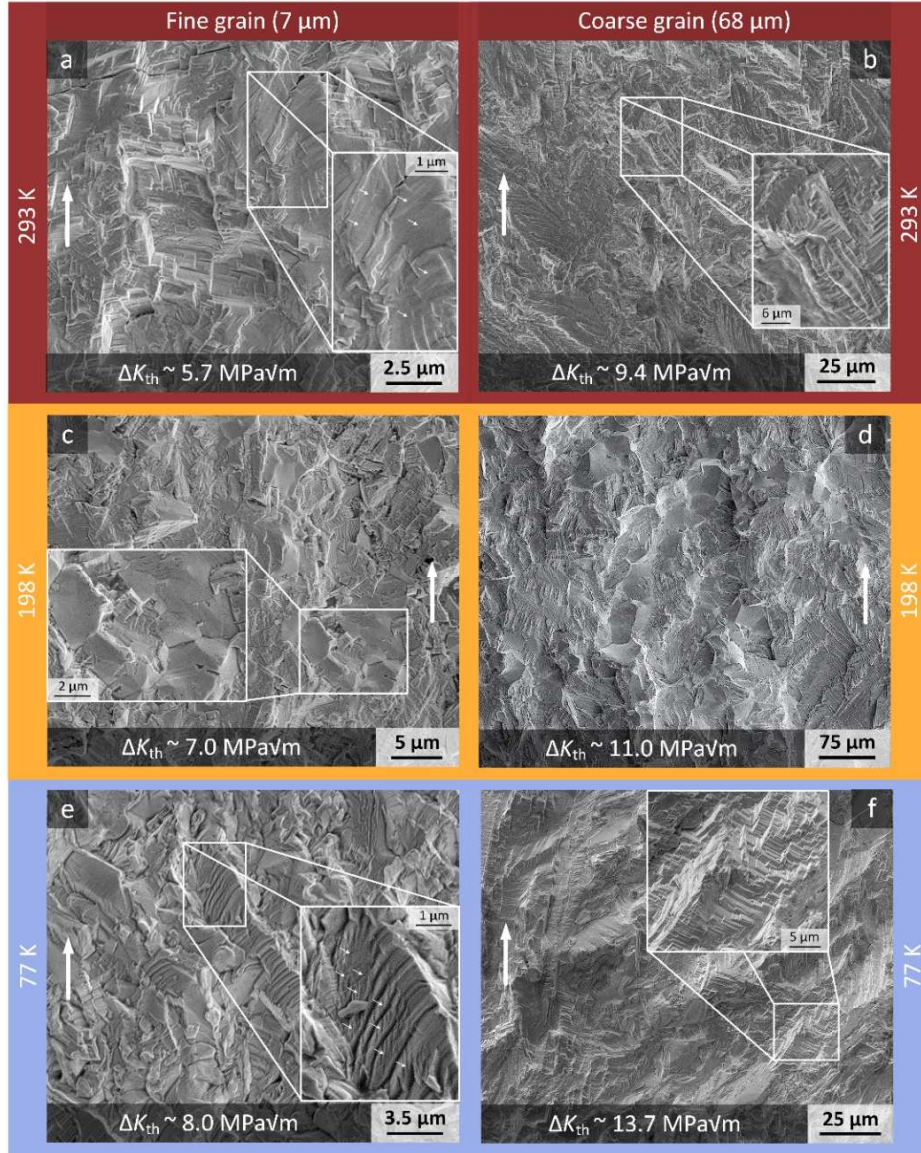 Fine grain (7 µm)
Coarse grain (68 µm)
293 K
a
1 µm
ΔKth ~ 5.7 MPa√m
2.5 µm
b
6 µm
ΔKth ~ 9.4 MPa√m
25 µm
293 K
198 K
c
2 µm
ΔKth ~ 7.0 MPa√m
5 µm
d
ΔKth ~ 11.0 MPa√m
75 µm
198 K
77 K
e
1 µm
ΔKth ~ 8.0 MPa√m
3.5 µm
f
5 µm
ΔKth ~ 13.7 MPa√m
25 µm
77 K